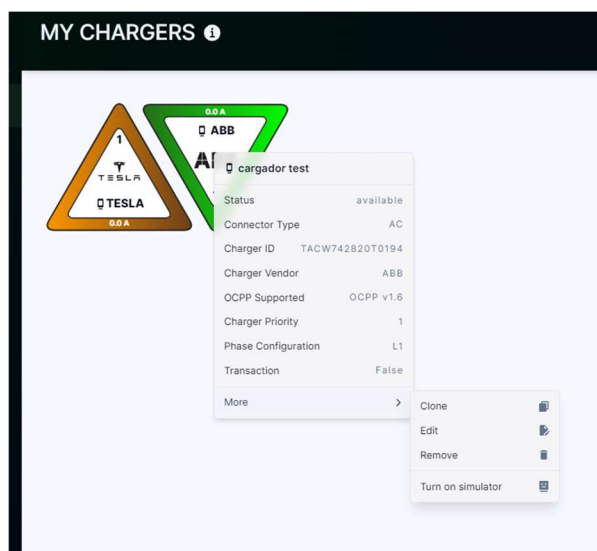 MY CHARGERS i
0.0 A
ABB
1
TESLA
TESLA
0.0 A
cargador test
Status available
Connector Type AC
Charger ID TACW742820T0194
Charger Vendor ABB
OCPP Supported OCPP v1.6
Charger Priority 1
Phase Configuration L1
Transaction False
More
Clone
Edit
Remove
Turn on simulator